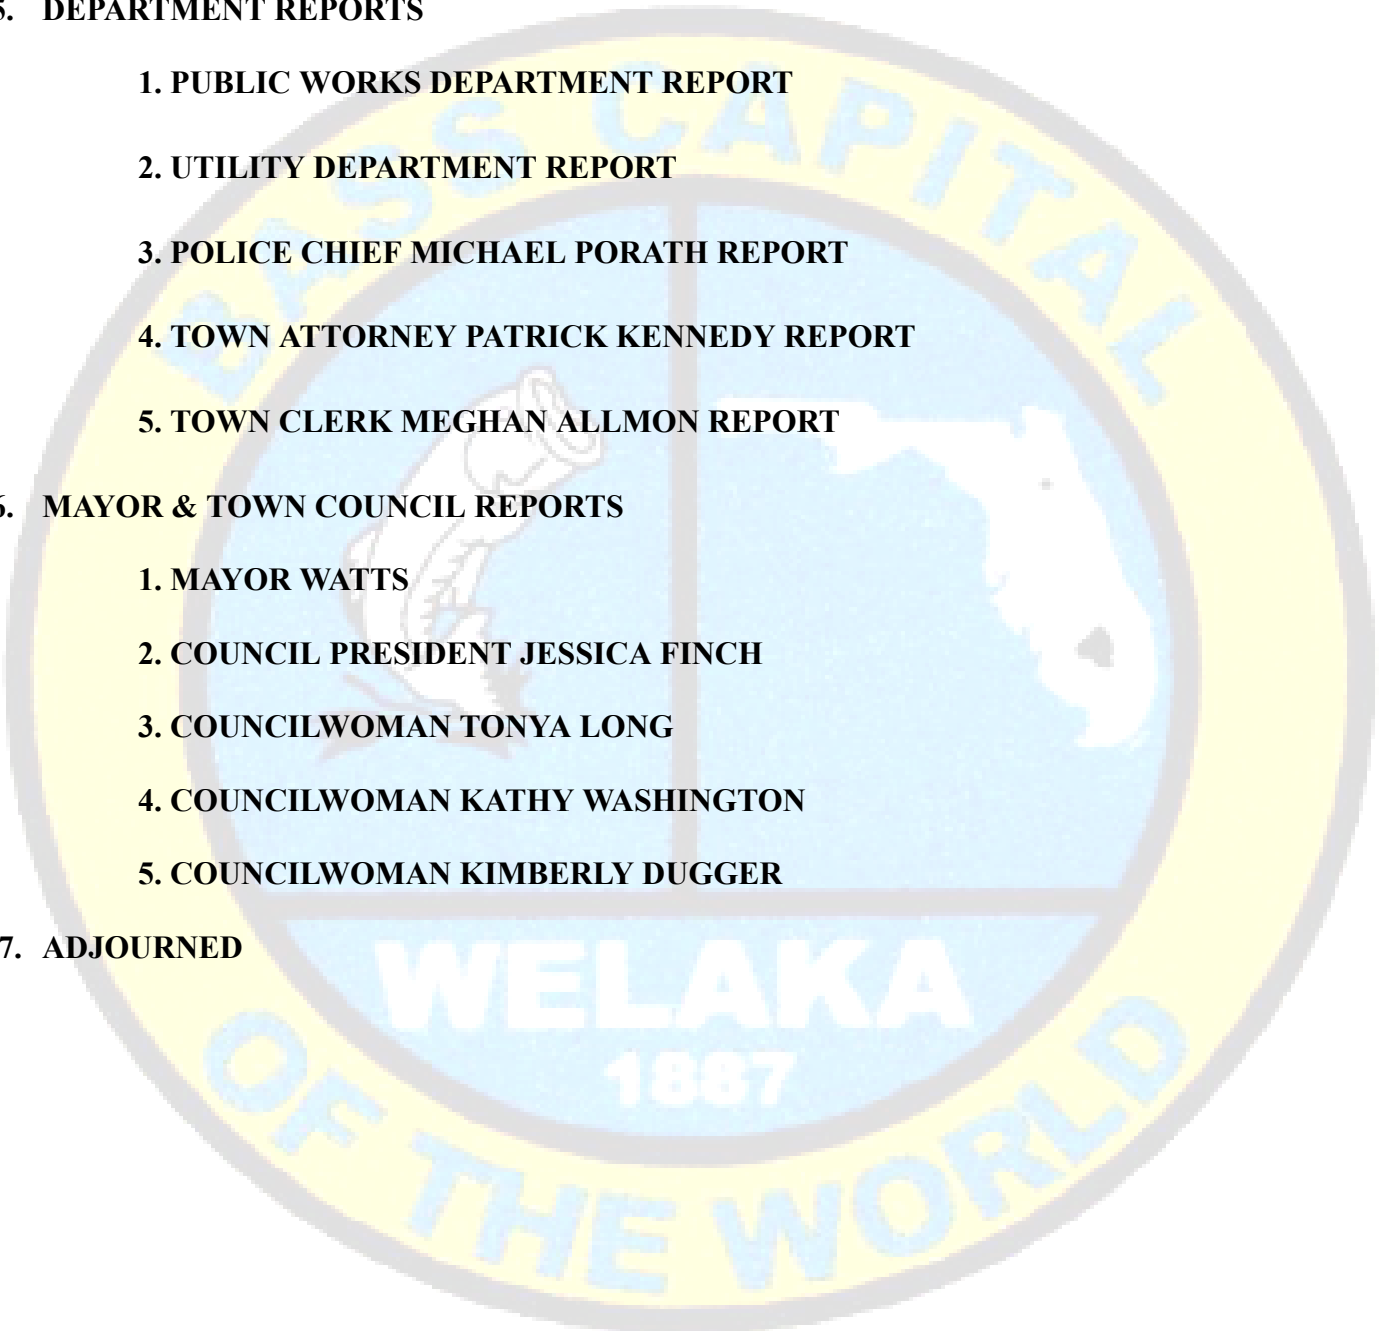 5. DEPARTMENT REPORTS
1. PUBLIC WORKS DEPARTMENT REPORT
2. UTILITY DEPARTMENT REPORT
3. POLICE CHIEF MICHAEL PORATH REPORT
4. TOWN ATTORNEY PATRICK KENNEDY REPORT
5. TOWN CLERK MEGHAN ALLMON REPORT
6. MAYOR & TOWN COUNCIL REPORTS
1. MAYOR WATTS
2. COUNCIL PRESIDENT JESSICA FINCH
3. COUNCILWOMAN TONYA LONG
4. COUNCILWOMAN KATHY WASHINGTON
5. COUNCILWOMAN KIMBERLY DUGGER
7. ADJOURNED
BASS CAPITAL
WELAKA
1887
OF THE WORLD